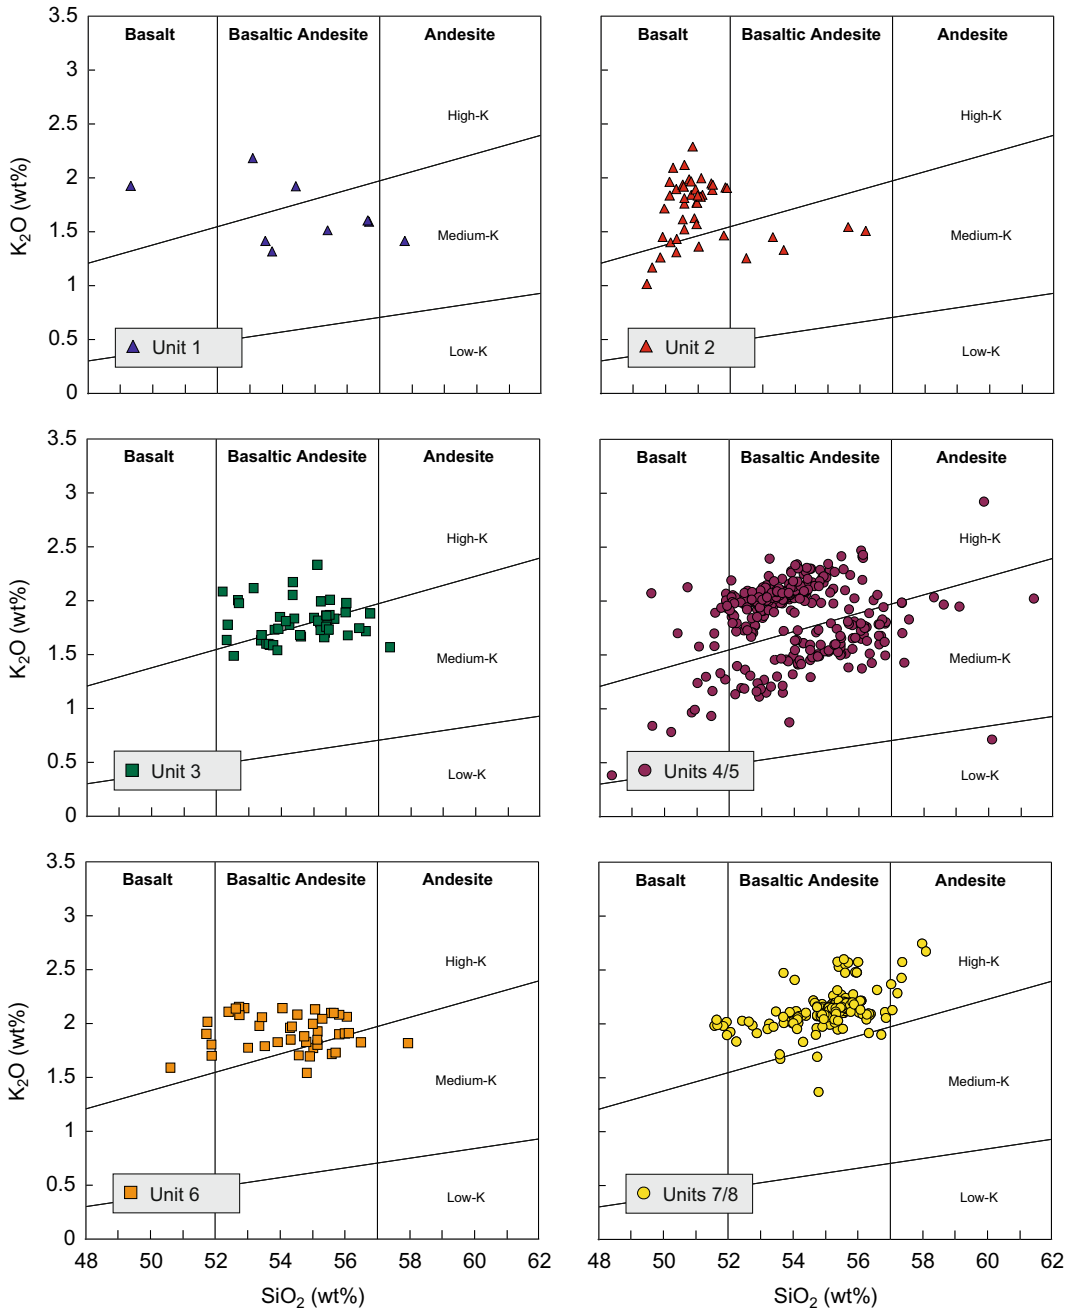 3.5
3
2.5
2
1.5
1
0.5
0
K₂O (wt%)
Basalt
Basaltic Andesite
Andesite
High-K
Medium-K
Low-K
Unit 1
Basalt
Basaltic Andesite
Andesite
High-K
Medium-K
Low-K
Unit 2
3.5
3
2.5
2
1.5
1
0.5
0
K₂O (wt%)
Basalt
Basaltic Andesite
Andesite
High-K
Medium-K
Low-K
Unit 3
Basalt
Basaltic Andesite
Andesite
High-K
Medium-K
Low-K
Units 4/5
3.5
3
2.5
2
1.5
1
0.5
0
K₂O (wt%)
Basalt
Basaltic Andesite
Andesite
High-K
Medium-K
Low-K
Unit 6
48 50 52 54 56 58 60 62
SiO₂ (wt%)
Basalt
Basaltic Andesite
Andesite
High-K
Medium-K
Low-K
Units 7/8
48 50 52 54 56 58 60 62
SiO₂ (wt%)